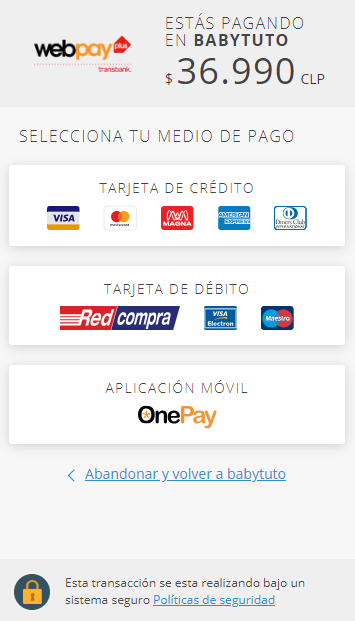 webpay plus
transbank.
ESTÁS PAGANDO
EN BABYTUTO
$ 36.990 CLP
SELECCIONA TU MEDIO DE PAGO
TARJETA DE CRÉDITO
VISA
mastercard
MAGNA
AMERICAN EXPRESS
Diners Club
INTERNATIONAL
TARJETA DE DÉBITO
Redcompra
VISA
Electron
Maestro
APLICACIÓN MÓVIL
OnePay
Abandonar y volver a babytuto
Esta transacción se esta realizando bajo un
sistema seguro Políticas de seguridad